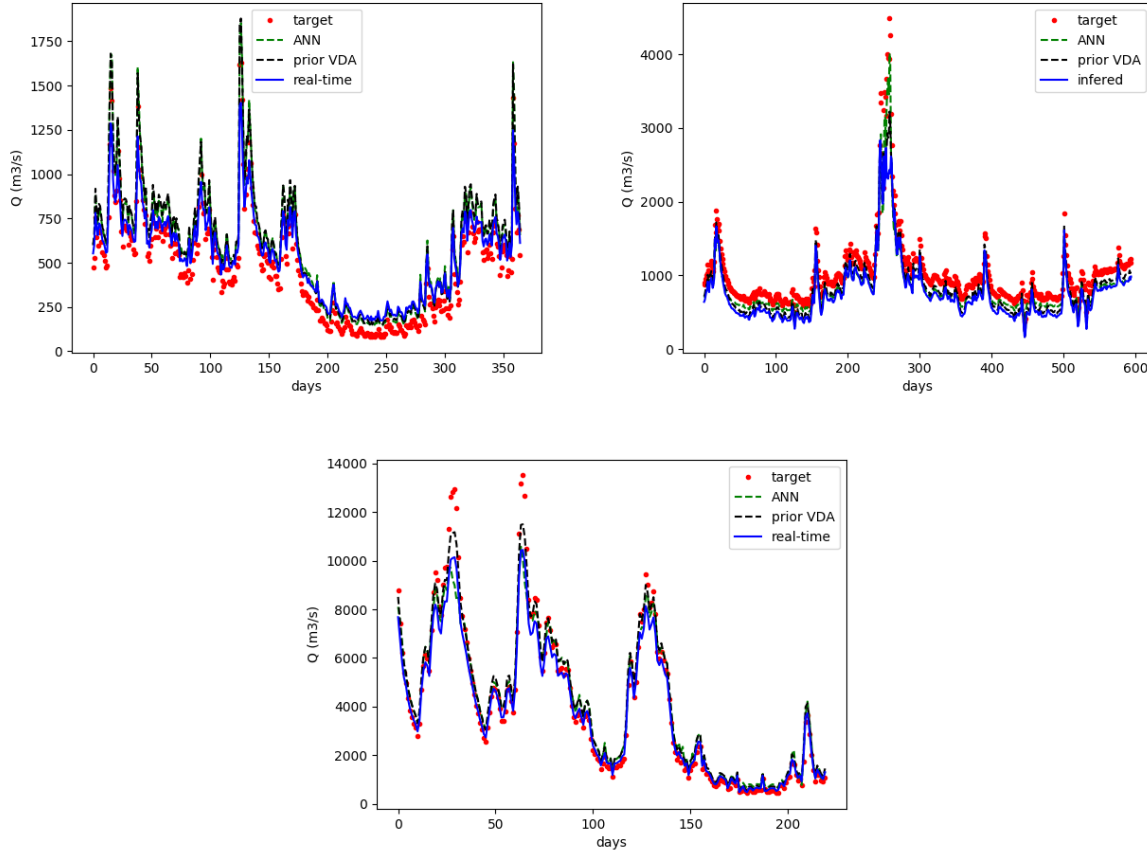 1750
1500
1250
1000
750
500
250
0
Q (m3/s)
target
ANN
prior VDA
real-time
0 50 100 150 200 250 300 350
days
4000
3000
2000
1000
0
Q (m3/s)
target
ANN
prior VDA
infered
0 100 200 300 400 500 600
days
14000
12000
10000
8000
6000
4000
2000
0
Q (m3/s)
target
ANN
prior VDA
real-time
0 50 100 150 200
days